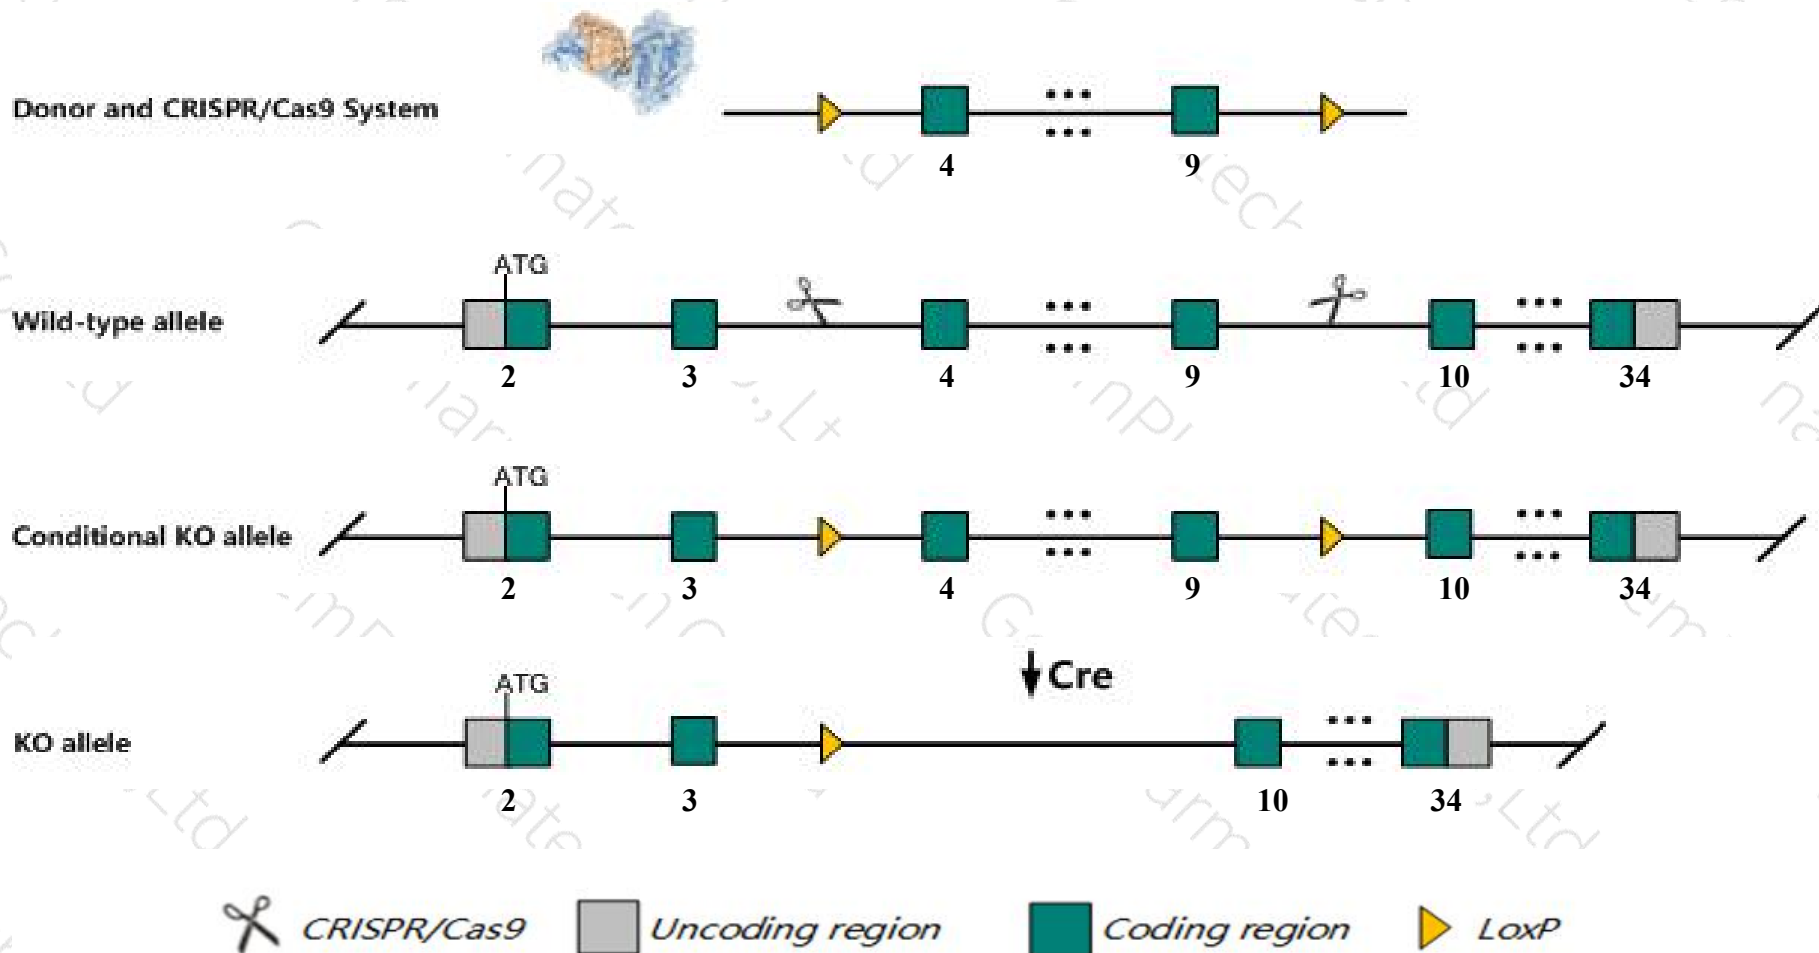 Donor and CRISPR/Cas9 System
4 9
ATG
Wild-type allele
2 3 4 9 10 34
ATG
Conditional KO allele
2 3 4 9 10 34
Cre
ATG
KO allele
2 3 10 34
CRISPR/Cas9 Uncoding region Coding region LoxP